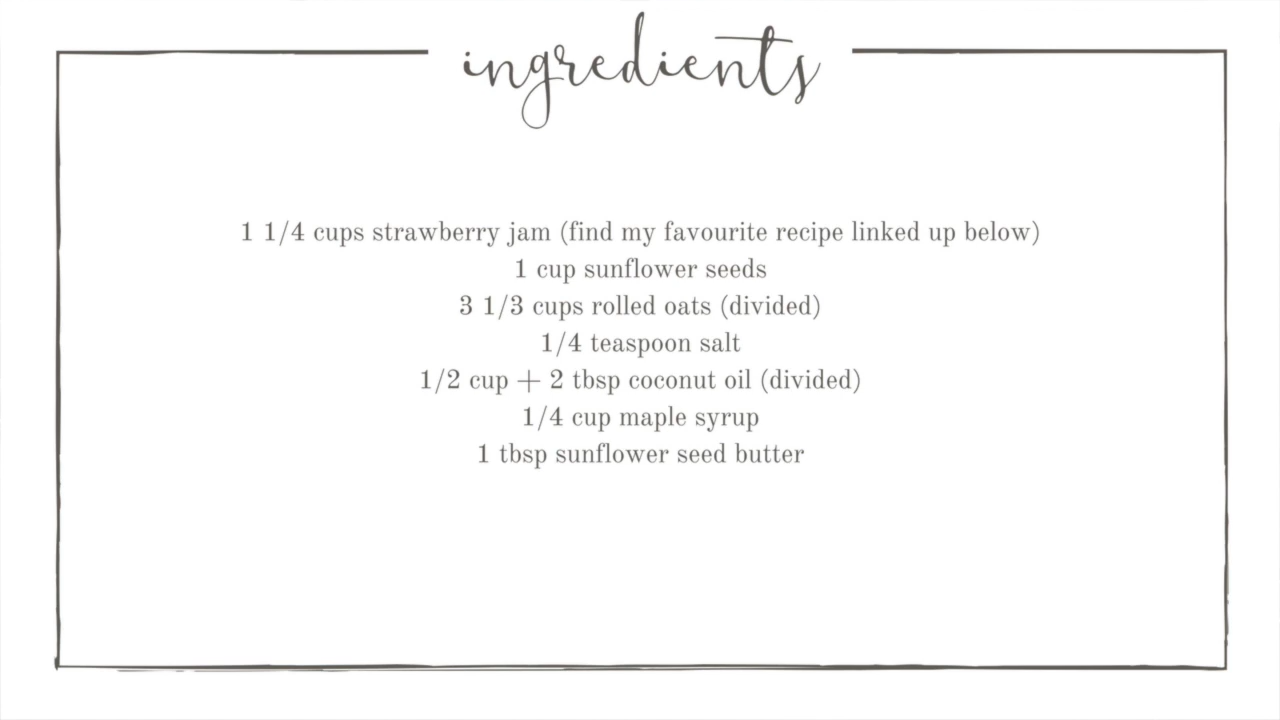 ingredients
1 1/4 cups strawberry jam (find my favourite recipe linked up below)
1 cup sunflower seeds
3 1/3 cups rolled oats (divided)
1/4 teaspoon salt
1/2 cup + 2 tbsp coconut oil (divided)
1/4 cup maple syrup
1 tbsp sunflower seed butter